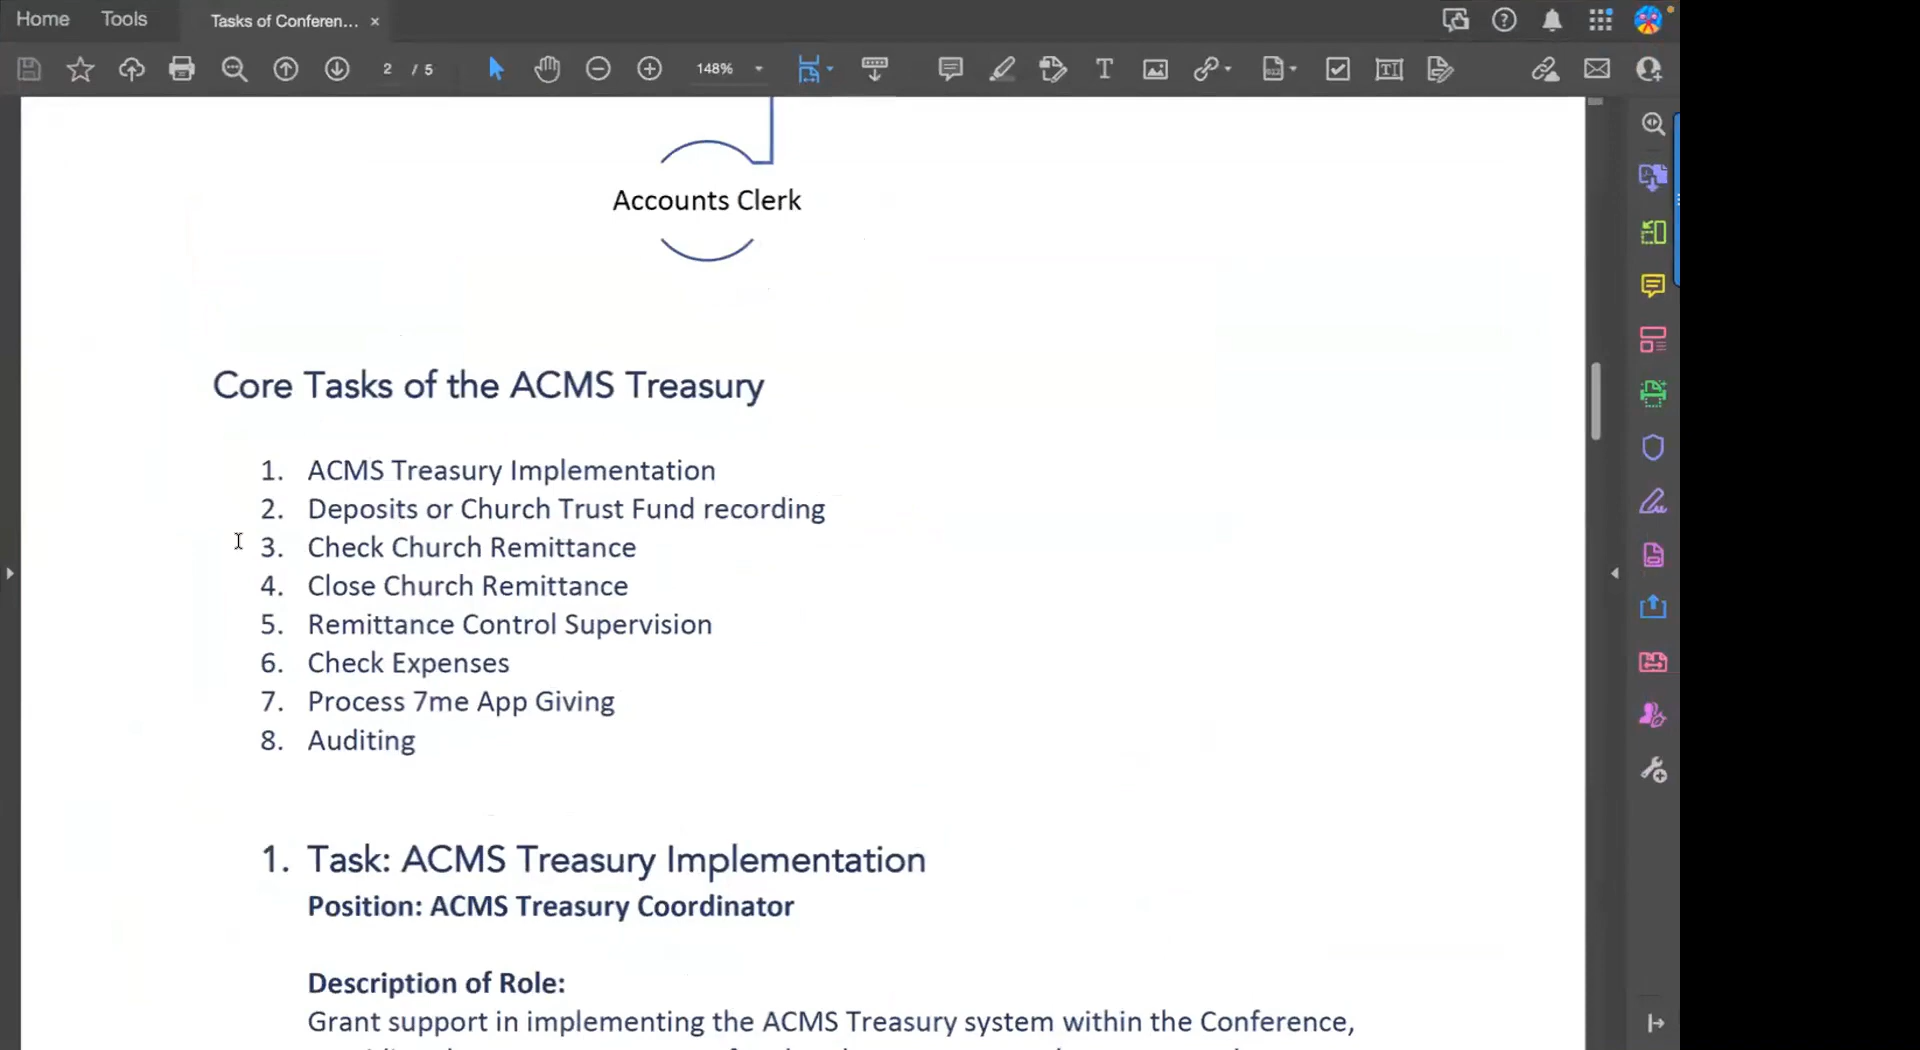 Home Tools Tasks of Conferen... ×
2 / 5 148%
Accounts Clerk
Core Tasks of the ACMS Treasury
1. ACMS Treasury Implementation
2. Deposits or Church Trust Fund recording
3. Check Church Remittance
4. Close Church Remittance
5. Remittance Control Supervision
6. Check Expenses
7. Process 7me App Giving
8. Auditing
1. Task: ACMS Treasury Implementation
Position: ACMS Treasury Coordinator
Description of Role:
Grant support in implementing the ACMS Treasury system within the Conference,